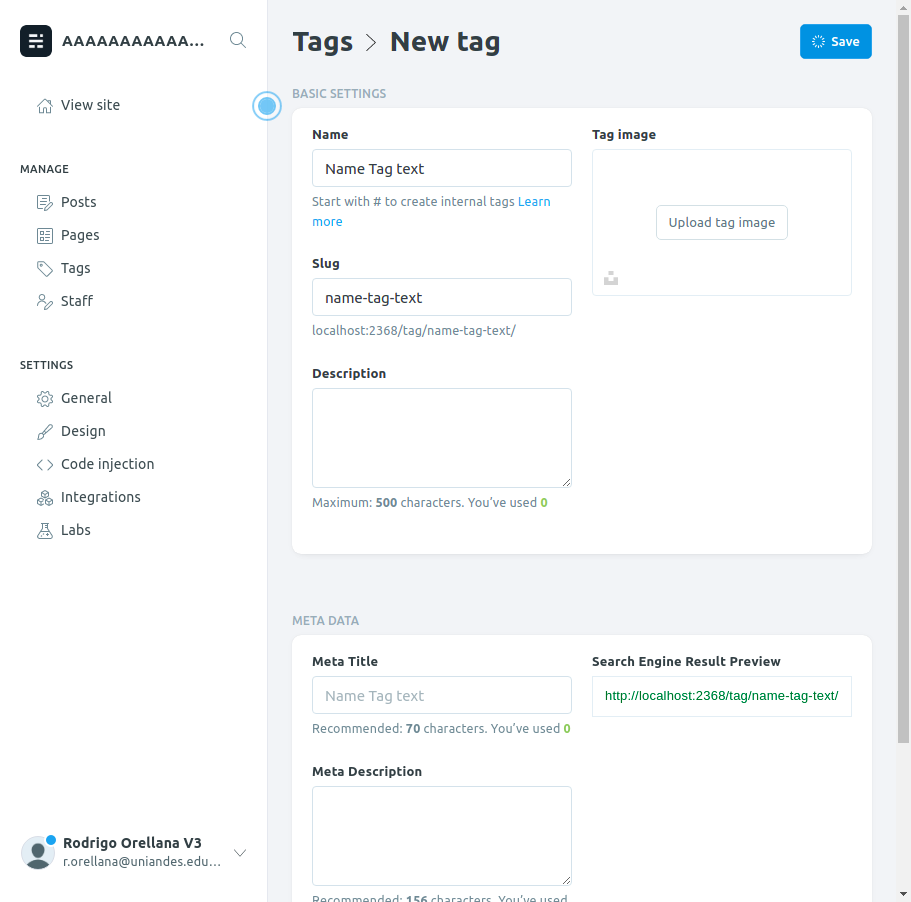 AAAAAAAAAAAA...
View site
MANAGE
Posts
Pages
Tags
Staff
SETTINGS
General
Design
Code injection
Integrations
Labs
Rodrigo Orellana V3
r.orellana@uniandes.edu...
Tags > New tag
Save
BASIC SETTINGS
Name
Name Tag text
Start with # to create internal tags Learn
more
Slug
name-tag-text
localhost:2368/tag/name-tag-text/
Description
Maximum: 500 characters. You’ve used 0
Tag image
Upload tag image
META DATA
Meta Title
Name Tag text
Recommended: 70 characters. You’ve used 0
Meta Description
Recommended: 156 characters. You’ve used
Search Engine Result Preview
http://localhost:2368/tag/name-tag-text/